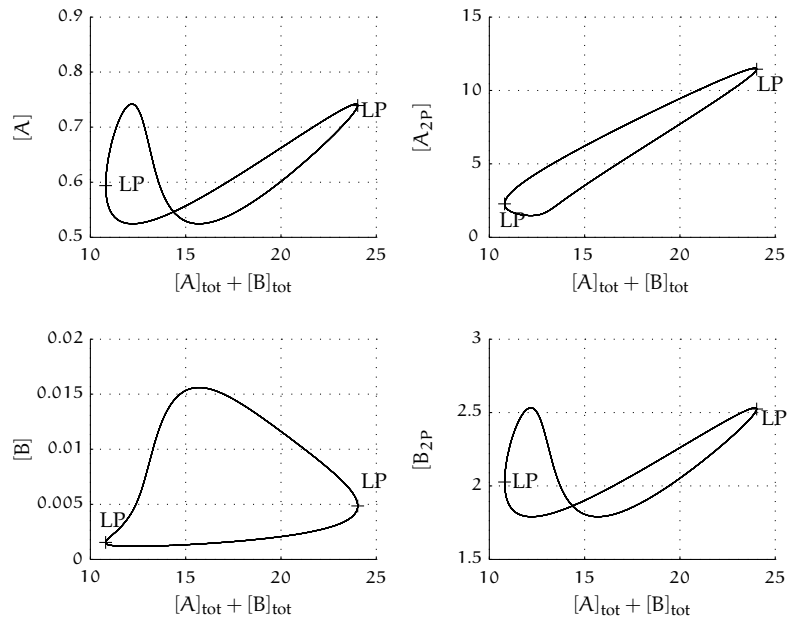 0.9
0.8
0.7
0.6
0.5
[A]
LP
LP
10 15 20 25
[A]tot + [B]tot
15
10
5
0
[A2P]
LP
LP
10 15 20 25
[A]tot + [B]tot
0.02
0.015
0.01
0.005
0
[B]
LP
LP
10 15 20 25
[A]tot + [B]tot
3
2.5
2
1.5
[B2P
LP
LP
10 15 20 25
[A]tot + [B]tot